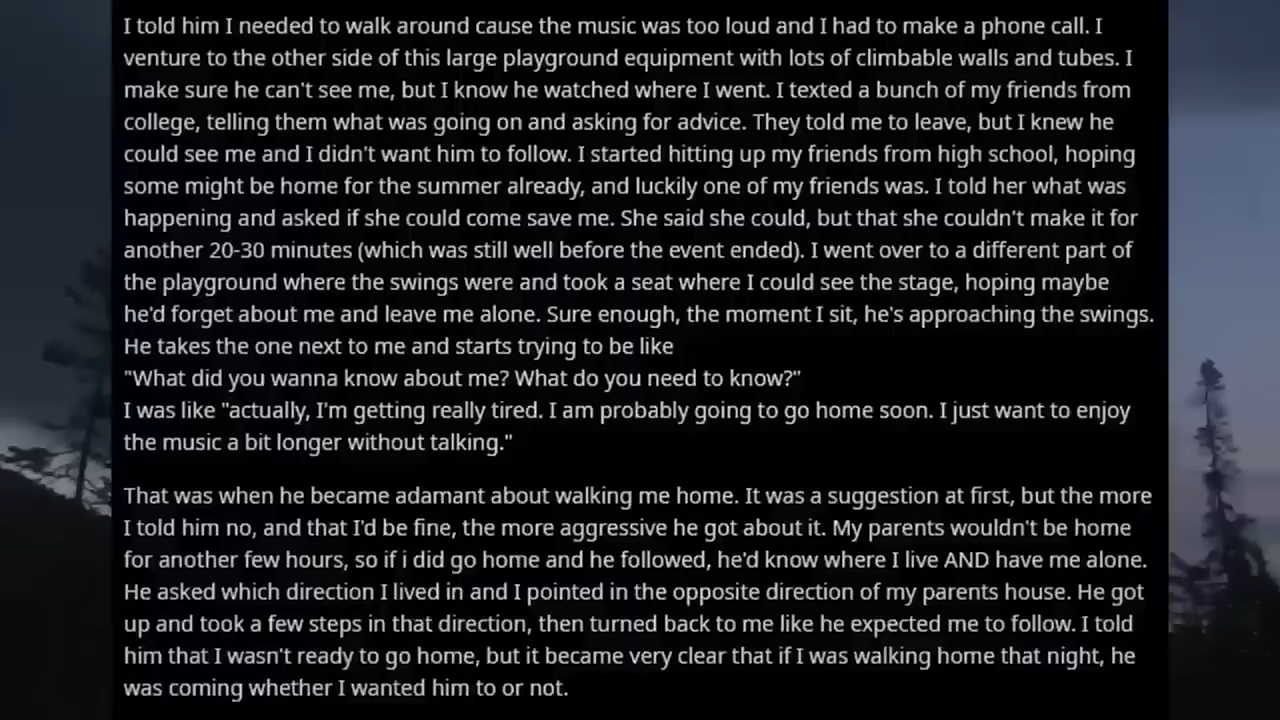 I told him I needed to walk around cause the music was too loud and I had to make a phone call. I
venture to the other side of this large playground equipment with lots of climbable walls and tubes. I
make sure he can't see me, but I know he watched where I went. I texted a bunch of my friends from
college, telling them what was going on and asking for advice. They told me to leave, but I knew he
could see me and I didn't want him to follow. I started hitting up my friends from high school, hoping
some might be home for the summer already, and luckily one of my friends was. I told her what was
happening and asked if she could come save me. She said she could, but that she couldn't make it for
another 20-30 minutes (which was still well before the event ended). I went over to a different part of
the playground where the swings were and took a seat where I could see the stage, hoping maybe
he'd forget about me and leave me alone. Sure enough, the moment I sit, he's approaching the swings.
He takes the one next to me and starts trying to be like
"What did you wanna know about me? What do you need to know?"
I was like "actually, I'm getting really tired. I am probably going to go home soon. I just want to enjoy
the music a bit longer without talking."
That was when he became adamant about walking me home. It was a suggestion at first, but the more
I told him no, and that I'd be fine, the more aggressive he got about it. My parents wouldn't be home
for another few hours, so if i did go home and he followed, he'd know where I live AND have me alone.
He asked which direction I lived in and I pointed in the opposite direction of my parents house. He got
up and took a few steps in that direction, then turned back to me like he expected me to follow. I told
him that I wasn't ready to go home, but it became very clear that if I was walking home that night, he
was coming whether I wanted him to or not.